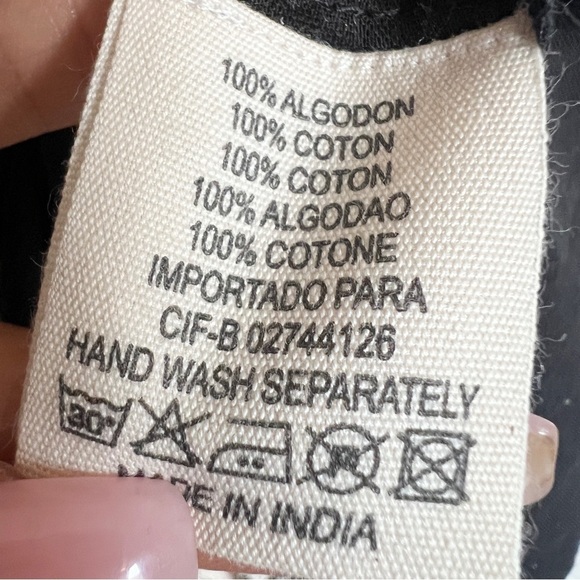 100% ALGODON
100% COTON
100% COTON
100% ALGODAO
100% COTONE
IMPORTADO PARA
CIF-B 02744126
HAND WASH SEPARATELY
30°
MADE IN INDIA